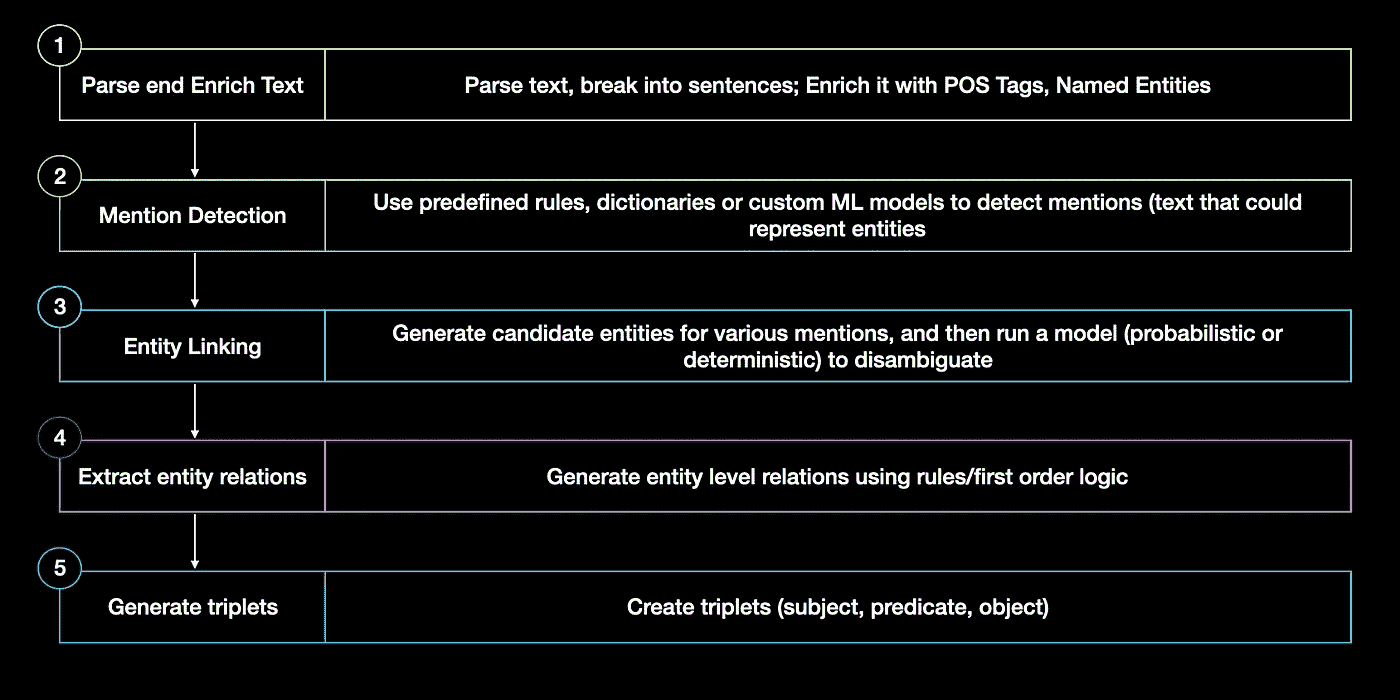 1
Parse end Enrich Text
Parse text, break into sentences; Enrich it with POS Tags, Named Entities
2
Mention Detection
Use predefined rules, dictionaries or custom ML models to detect mentions (text that could
represent entities
3
Entity Linking
Generate candidate entities for various mentions, and then run a model (probabilistic or
deterministic) to disambiguate
4
Extract entity relations
Generate entity level relations using rules/first order logic
5
Generate triplets
Create triplets (subject, predicate, object)